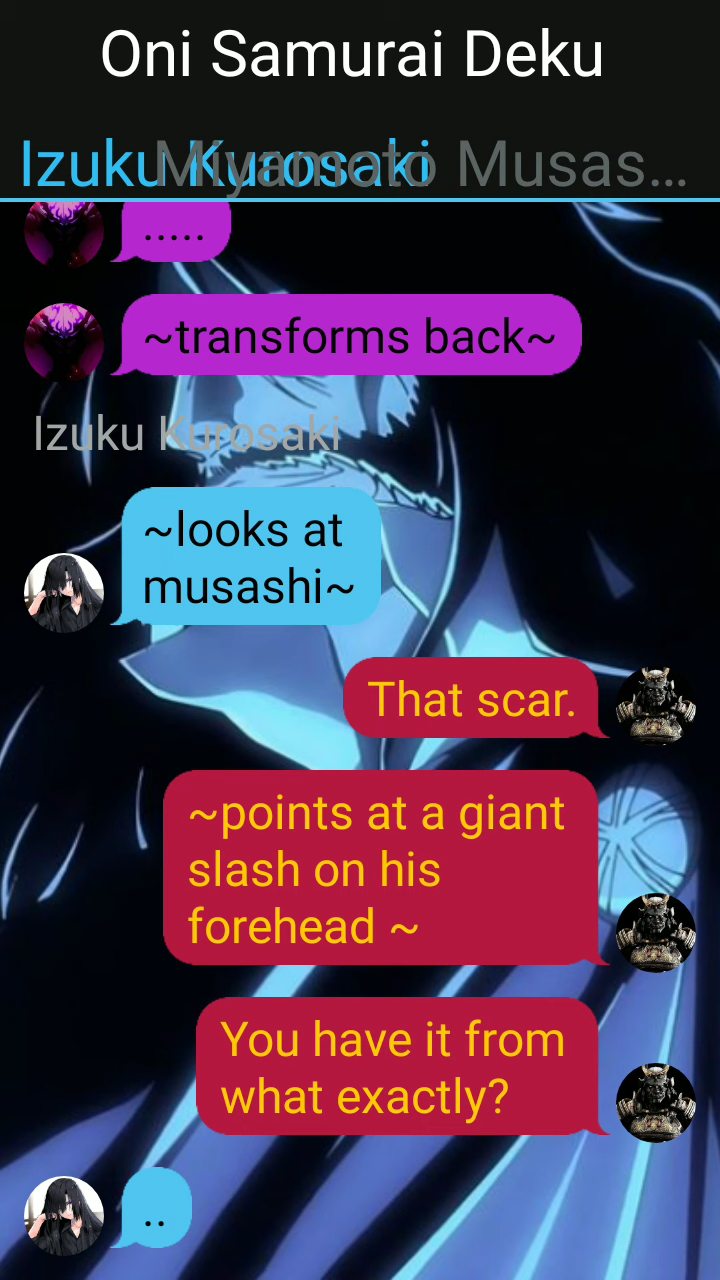 Oni Samurai Deku
Izuku Kurosaki Miyamoto Musas...
.....
~transforms back~
Izuku Kurosaki
~looks at
musashi~
That scar.
~points at a giant
slash on his
forehead ~
You have it from
what exactly?
..